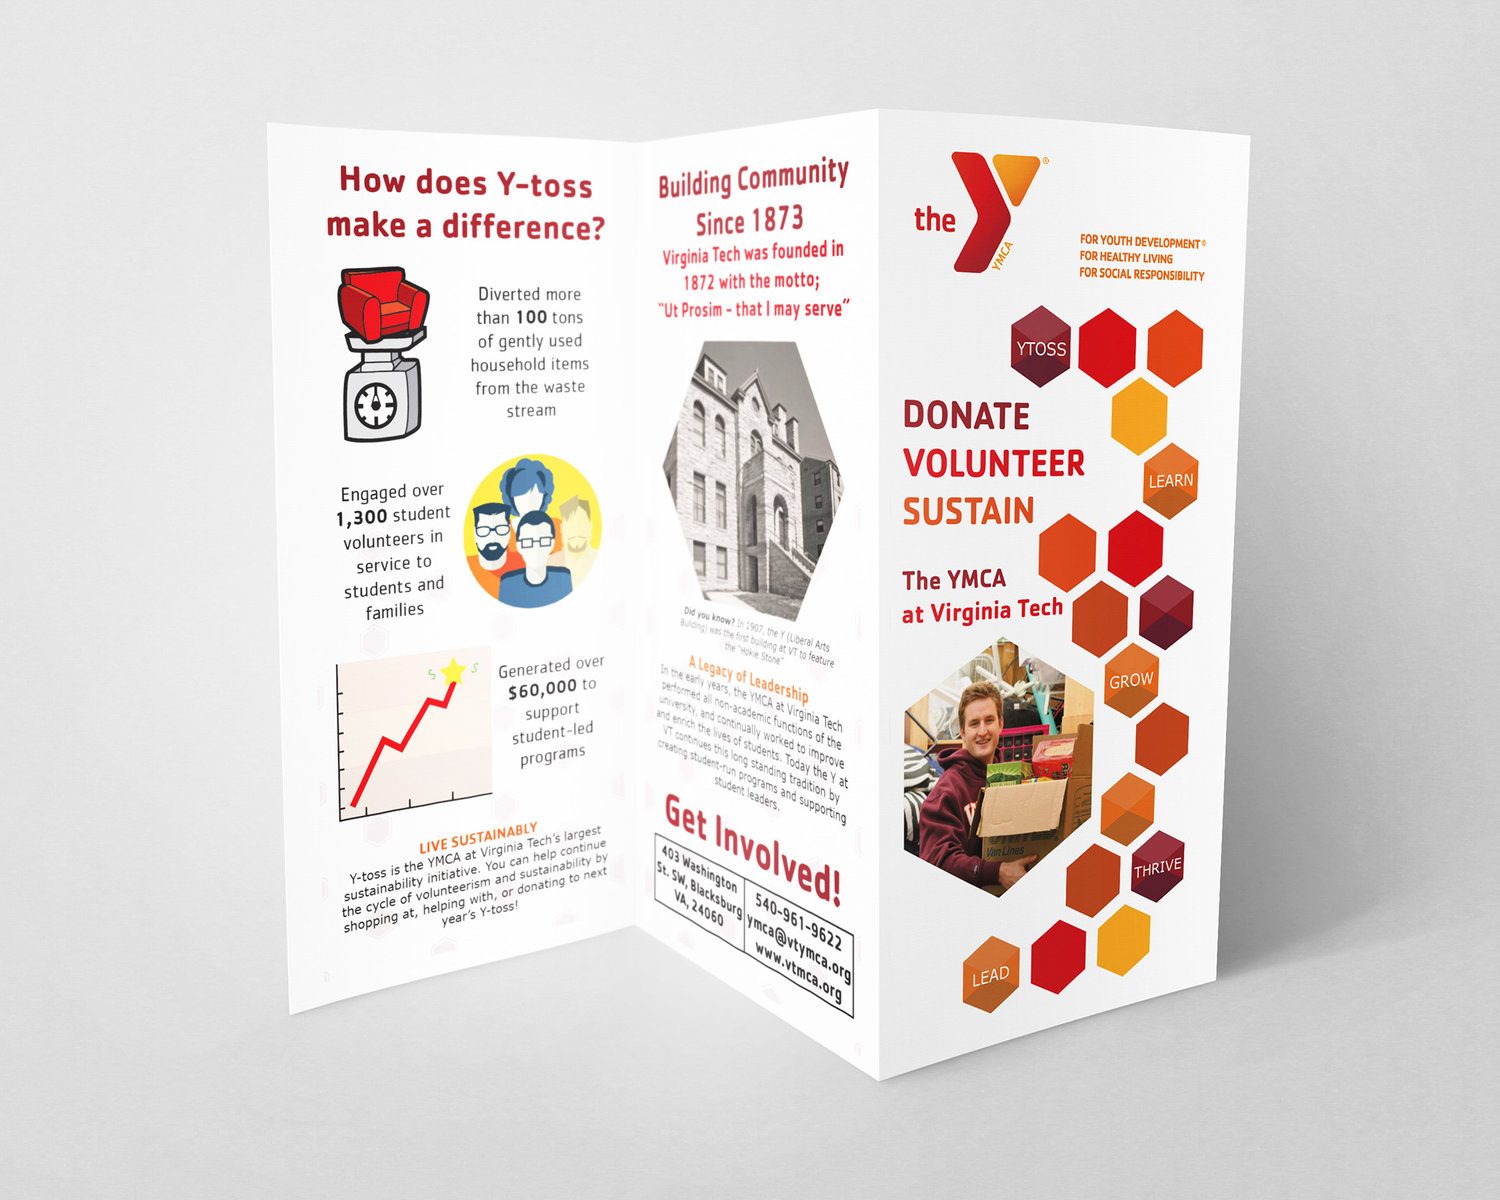 How does Y-toss
make a difference?
Diverted more
than 100 tons
of gently used
household items
from the waste
stream
Engaged over
1,300 student
volunteers in
service to
students and
families
$ $
Generated over
$60,000 to
support
student-led
programs
LIVE SUSTAINABLY
Y-toss is the YMCA at Virginia Tech's largest
sustainability initiative. You can help continue
the cycle of volunteerism and sustainability by
shopping at, helping with, or donating to next
year's Y-toss!
Building Community
Since 1873
Virginia Tech was founded in
1872 with the motto;
"Ut Prosim - that I may serve"
Did you know? In 1907, the Y (Liberal Arts
Building) was the first building at VT to feature
the "Hokie Stone"
A Legacy of Leadership
In the early years, the YMCA at Virginia Tech
performed all non-academic functions of the
university, and continually worked to improve
and enrich the lives of students. Today the Y at
VT continues this long standing tradition by
creating student-run programs and supporting
student leaders.
Get Involved!
403 Washington
St. SW, Blacksburg
VA, 24060
540-961-9622
ymca@vtymca.org
www.vtmca.org
the
YMCA
®
FOR YOUTH DEVELOPMENT®
FOR HEALTHY LIVING
FOR SOCIAL RESPONSIBILITY
YTOSS
DONATE
VOLUNTEER
SUSTAIN
LEARN
The YMCA
at Virginia Tech
GROW
Van Lines
THRIVE
LEAD